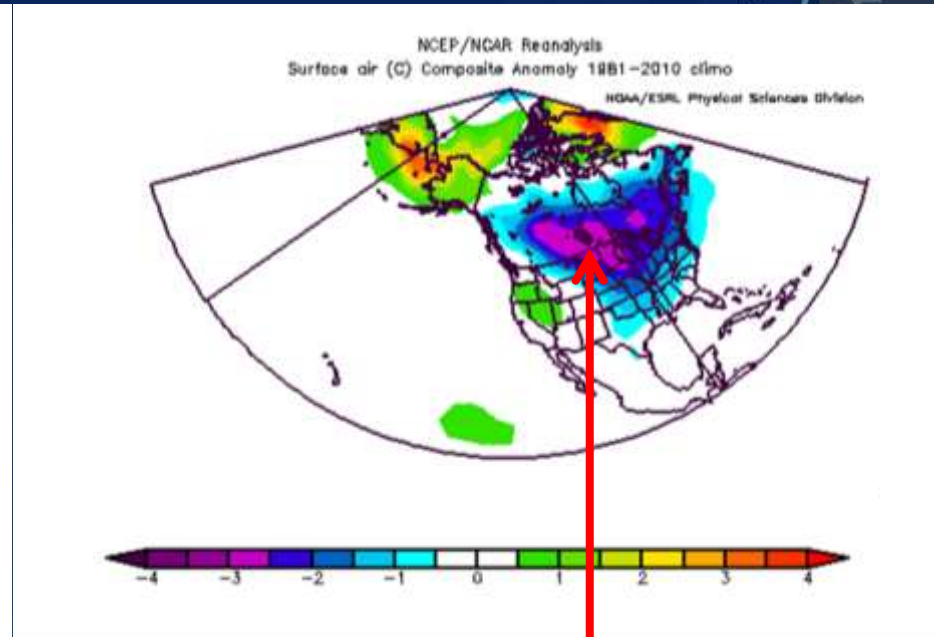 NCEP/NCAR Reanalysis
Surface air (C) Composite Anomaly 1981-2010 climo
NOAA/ESRL Physical Sciences Division
-4 -3 -2 -1 0 1 2 3 4